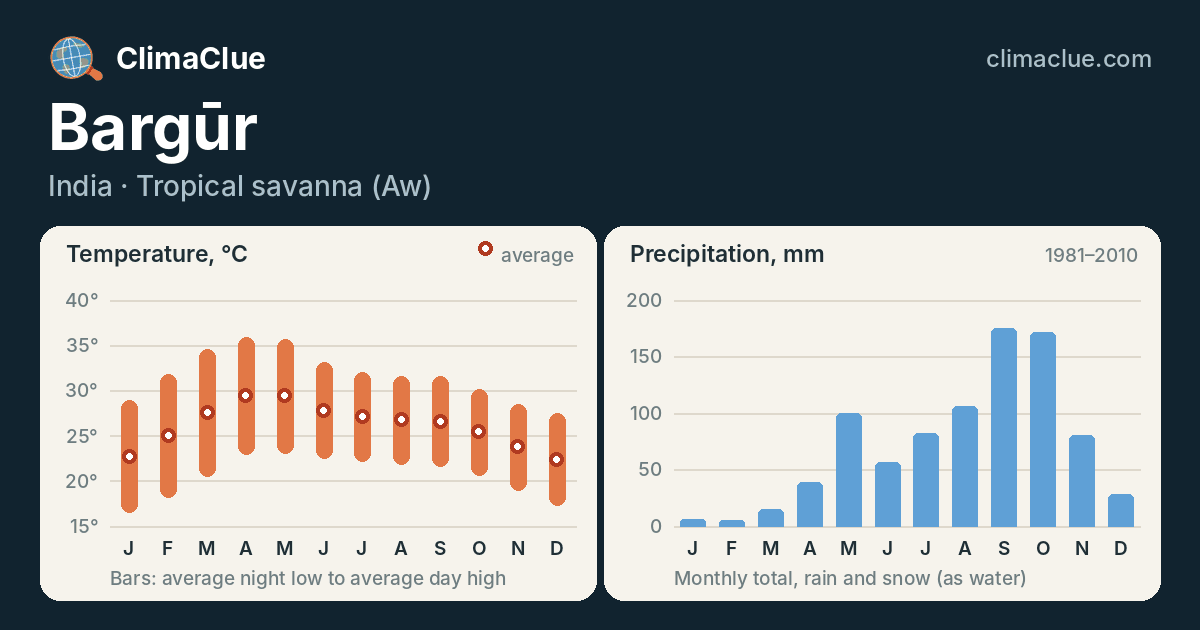 ClimaClue
climaclue.com
Bargūr
India · Tropical savanna (Aw)
Temperature, °C
average
40°
35°
30°
25°
20°
15°
J F M A M J J A S O N D
Bars: average night low to average day high
Precipitation, mm
1981–2010
200
150
100
50
0
J F M A M J J A S O N D
Monthly total, rain and snow (as water)